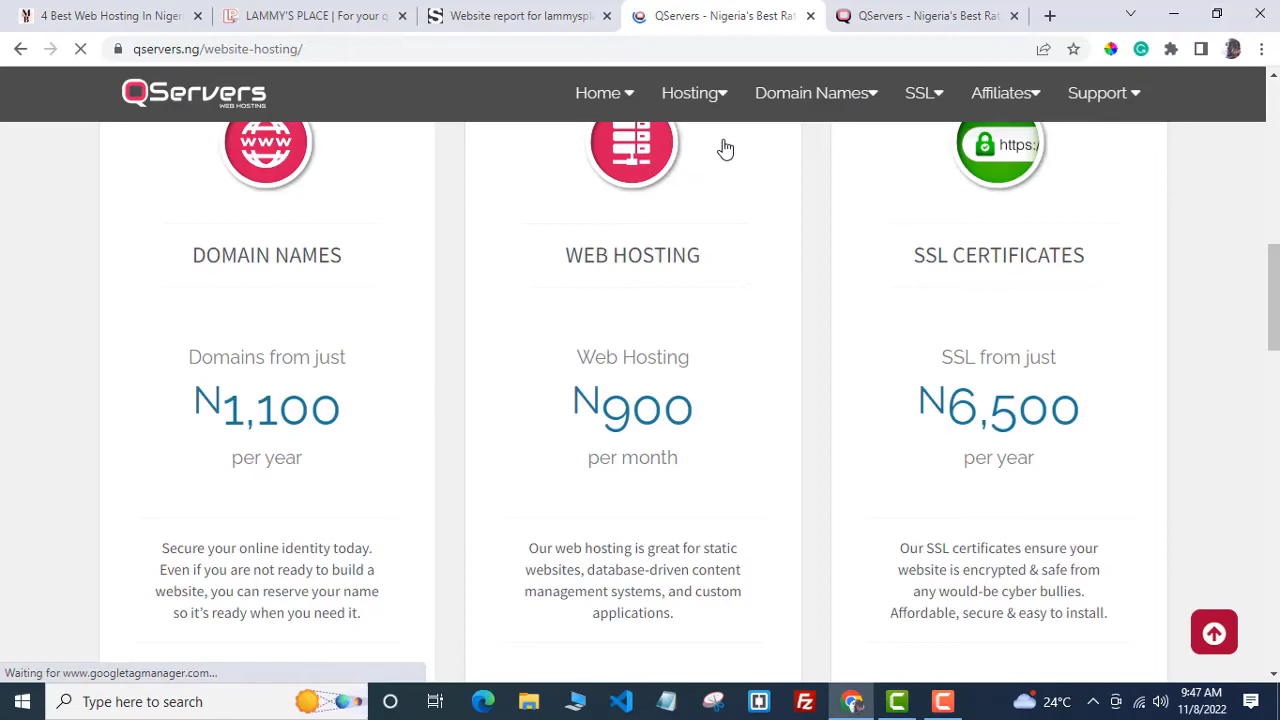 4 Best Web Hosting in Niger
LAMMY'S PLACE | For your q
Website report for lammyspl
QServers - Nigeria's Best Rat
QServers - Nigeria's Best Rat
qservers.ng/website-hosting/
QServers
WEB HOSTING
Home
Hosting
Domain Names
SSL
Affiliates
Support
WWW
https:/
DOMAIN NAMES
WEB HOSTING
SSL CERTIFICATES
Domains from just
Web Hosting
SSL from just
N1,100
N900
N6,500
per year
per month
per year
Secure your online identity today.
Even if you are not ready to build a
website, you can reserve your name
so it's ready when you need it.
Our web hosting is great for static
websites, database-driven content
management systems, and custom
applications.
Our SSL certificates ensure your
website is encrypted & safe from
any would-be cyber bullies.
Affordable, secure & easy to install.
Waiting for www.googletagmanager.com...
Type here to search
24°C
9:47 AM
11/8/2022